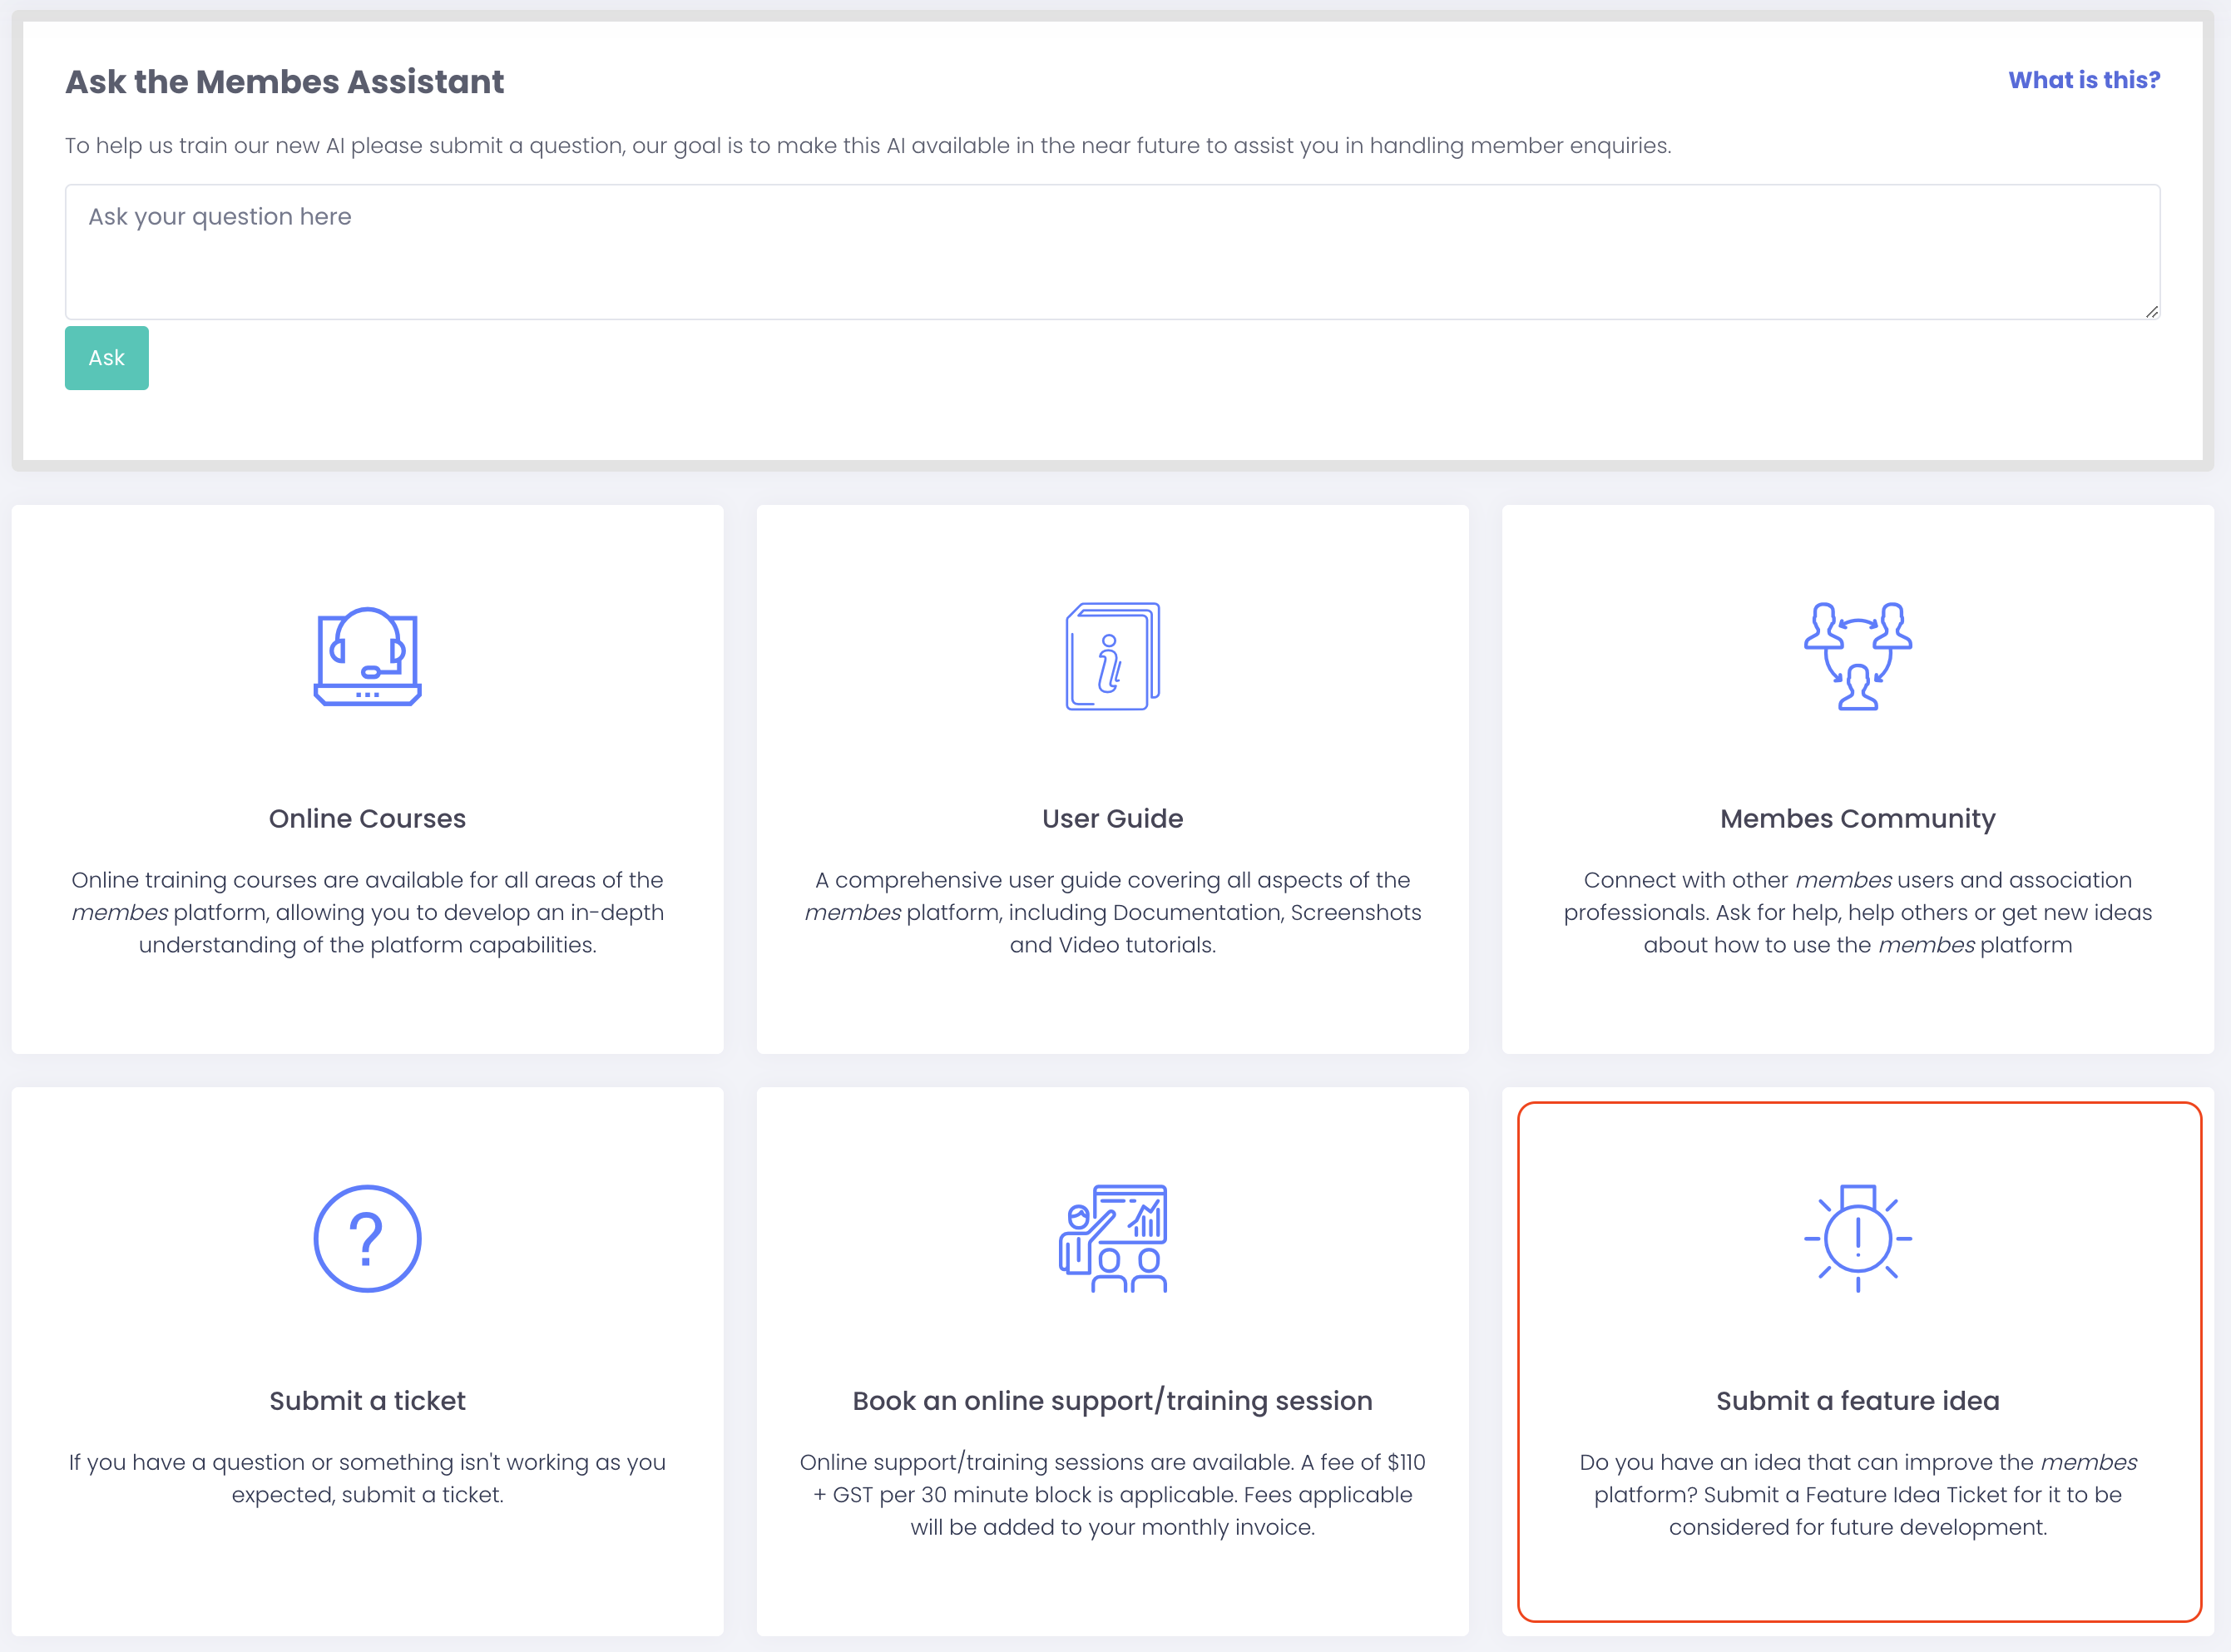 Ask the Membes Assistant
What is this?
To help us train our new AI please submit a question, our goal is to make this AI available in the near future to assist you in handling member enquiries.
Ask your question here
Ask
Online Courses
Online training courses are available for all areas of the
membes platform, allowing you to develop an in-depth
understanding of the platform capabilities.
User Guide
A comprehensive user guide covering all aspects of the
membes platform, including Documentation, Screenshots
and Video tutorials.
Membes Community
Connect with other membes users and association
professionals. Ask for help, help others or get new ideas
about how to use the membes platform
Submit a ticket
If you have a question or something isn't working as you
expected, submit a ticket.
Book an online support/training session
Online support/training sessions are available. A fee of $110
+ GST per 30 minute block is applicable. Fees applicable
will be added to your monthly invoice.
Submit a feature idea
Do you have an idea that can improve the membes
platform? Submit a Feature Idea Ticket for it to be
considered for future development.